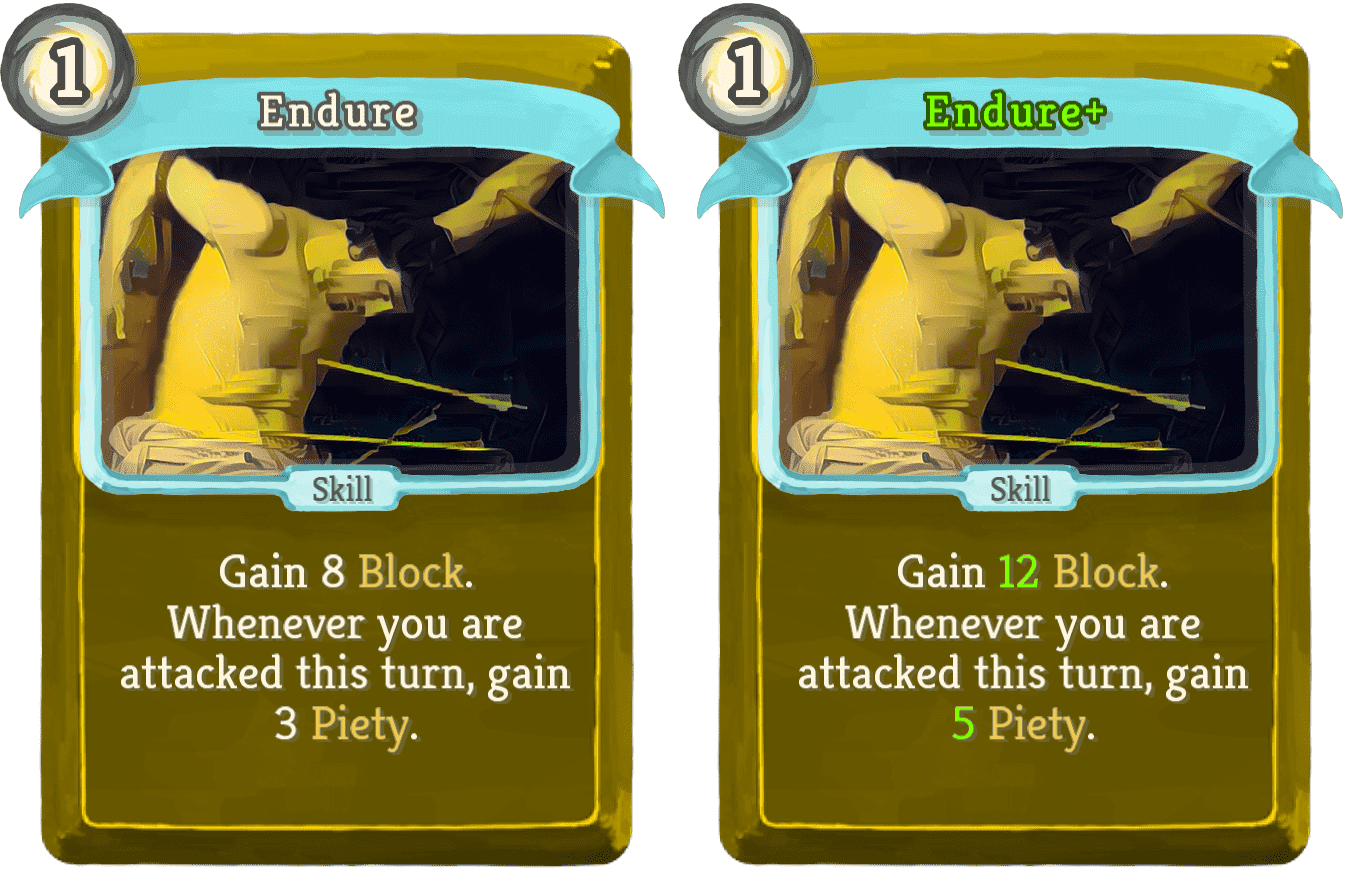 1
Endure
Skill
Gain 8 Block.
Whenever you are
attacked this turn, gain
3 Piety.
1
Endure+
Skill
Gain 12 Block.
Whenever you are
attacked this turn, gain
5 Piety.